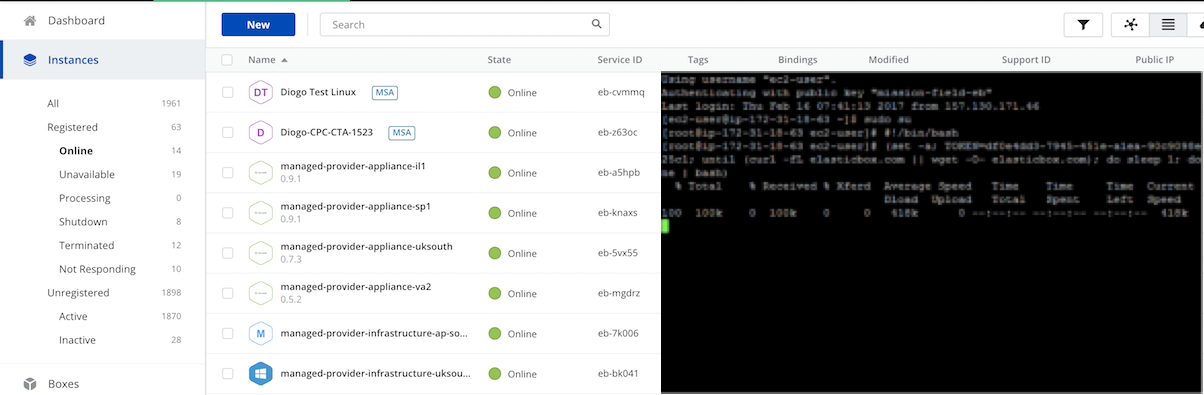 Dashboard
New
Search
Instances
Name
State
Service ID
Tags
Bindings
Modified
Support ID
Public IP
All 1961
Registered 63
Online 14
Unavailable 19
Processing 0
Shutdown 8
Terminated 12
Not Responding 10
Unregistered 1898
Active 1870
Inactive 28
Boxes
DT Diogo Test Linux MSA Online eb-cvmmq
D Diogo-CPC-CTA-1523 MSA Online eb-z63oc
managed-provider-appliance-il1
0.9.1
Online eb-a5hpb
managed-provider-appliance-sp1
0.9.1
Online eb-knaxs
managed-provider-appliance-uksouth
0.7.3
Online eb-5vx55
managed-provider-appliance-va2
0.5.2
Online eb-mgdrz
M managed-provider-infrastructure-ap-so... Online eb-7k006
managed-provider-infrastructure-uksou... Online eb-bk041
Using username "ec2-user".
Authenticating with public key "mission-field-eb"
Last login: Thu Feb 16 07:41:13 2017 from 157.130.171.46
[ec2-user@ip-172-31-18-63 ~]$ sudo su
[root@ip-172-31-18-63 ec2-user]# #!/bin/bash
[root@ip-172-31-18-63 ec2-user]# (set -a;
until (curl -fL elasticbox.com || wget -O- elasticbox.com); do sleep 1; do
ne | bash)
% Total % Received % Xferd Average Speed Time Time Time Current
Dload Upload Total Spent Left Speed
100 100k 0 100k 0 0 418k 0 --:--:-- --:--:-- --:--:-- 418k